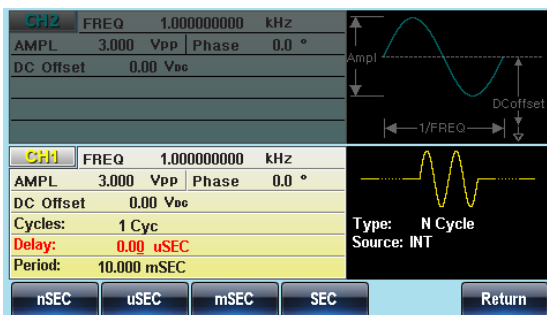 CH2 FREQ 1.000000000 kHz
AMPL 3.000 Vpp Phase 0.0 °
DC Offset 0.00 VDC
Ampl
DCoffset
1/FREQ
CH1 FREQ 1.000000000 kHz
AMPL 3.000 Vpp Phase 0.0 °
DC Offset 0.00 VDC
Cycles: 1 Cyc
Delay: 0.00 uSEC
Period: 10.000 mSEC
Type: N Cycle
Source: INT
nSEC uSEC mSEC SEC Return